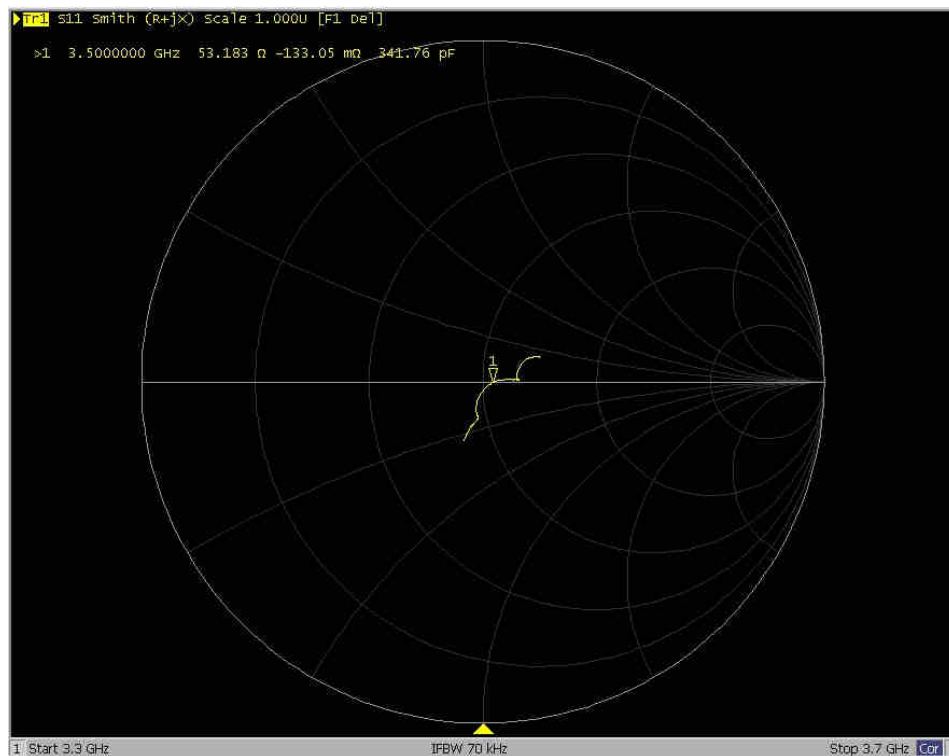 Tr1 S11 Smith (R+jX) Scale 1.000U [F1 Del]
>1 3.5000000 GHz 53.183 Ω -133.05 mΩ 341.76 pF
1
1 Start 3.3 GHz IFBW 70 kHz Stop 3.7 GHz Cor